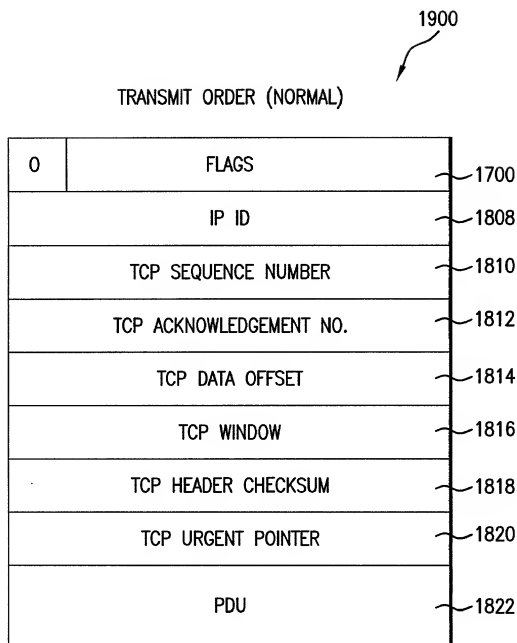 1900
TRANSMIT ORDER (NORMAL)
0 FLAGS 1700
IP ID 1808
TCP SEQUENCE NUMBER 1810
TCP ACKNOWLEDGEMENT NO. 1812
TCP DATA OFFSET 1814
TCP WINDOW 1816
TCP HEADER CHECKSUM 1818
TCP URGENT POINTER 1820
PDU 1822